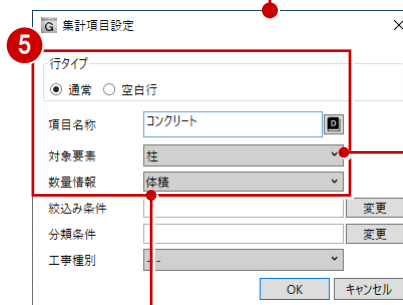 G 集計項目設定 ×
5
行タイプ
通常 空白行
項目名称 コンクリート D
対象要素 柱
数量情報 体積
絞込み条件 変更
分類条件 変更
工事種別 ---
OK キャンセル